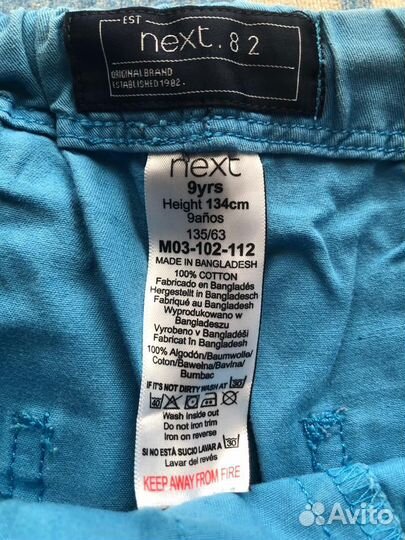 EST
next.82
ORIGINAL BRAND
ESTABLISHED 1982.
next
9yrs
Height 134cm
9años
135/63
M03-102-112
MADE IN BANGLADESH
100% COTTON
Fabricado en Bangladés
Hergestellt in Bangladesch
Fabriqué au Bangladesh
Wyprodukowano w
Bangladeszu
Vyrobeno v Bangladéši
Fabricat în Bangladesh
100% Algodón/Baumwolle/
Coton/Bawełna/Bavlna/
Bumbac
IF IT'S NOT DIRTY WASH AT 30°
30
Wash inside out
Do not iron trim
Iron on reverse
SI NO ESTÁ SUCIO LAVAR A 30°
Lavar del revés
KEEP AWAY FROM FIRE
Avito